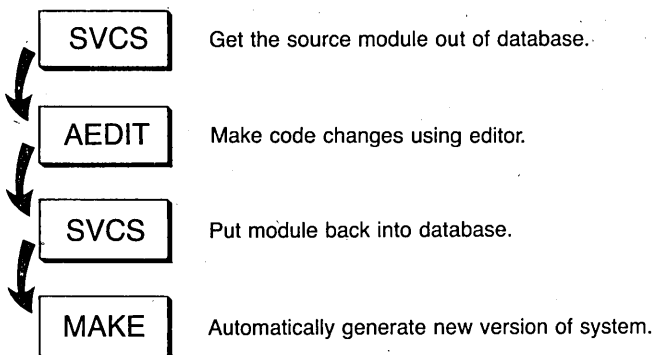 SVCS Get the source module out of database.
AEDIT Make code changes using editor.
SVCS Put module back into database.
MAKE Automatically generate new version of system.